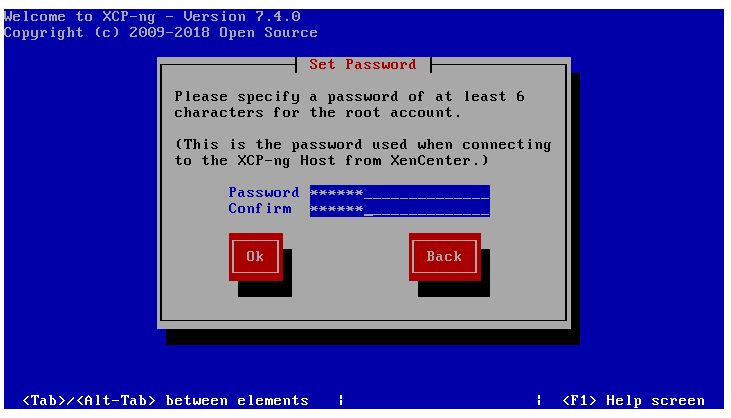 Welcome to XCP-ng - Version 7.4.0
Copyright (c) 2009-2018 Open Source
Set Password
Please specify a password of at least 6
characters for the root account.
(This is the password used when connecting
to the XCP-ng Host from XenCenter.)
Password ******______________
Confirm ******______________
Ok Back
<Tab>/<Alt-Tab> between elements | | <F1> Help screen